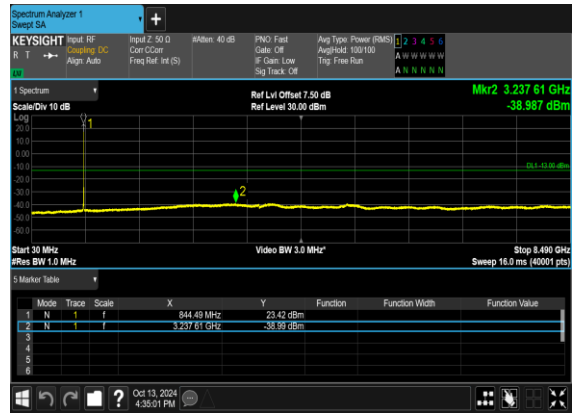 Spectrum Analyzer 1
Swept SA
+
KEYSIGHT Input: RF Input Z: 50 Ω #Atten: 40 dB PNO: Fast Avg Type: Power (RMS) 1 2 3 4 5 6
R T Coupling: DC Corr CCorr Gate: Off Avg|Hold: 100/100 A W W W W W
Align: Auto Freq Ref: Int (S) IF Gain: Low Trig: Free Run
Sig Track: Off A N N N N N
1 Spectrum Ref Lvl Offset 7.50 dB Mkr2 3.237 61 GHz
Scale/Div 10 dB Ref Level 30.00 dBm -38.987 dBm
Log
1
20.0
10.0
0.00
-10.0
DL1 -13.00 dBm
-20.0
-30.0
2
-40.0
-50.0
-60.0
Start 30 MHz Video BW 3.0 MHz* Stop 8.490 GHz
#Res BW 1.0 MHz Sweep 16.0 ms (40001 pts)
5 Marker Table
Mode Trace Scale X Y Function Function Width Function Value
1 N 1 f 844.49 MHz 23.42 dBm
2 N 1 f 3.237 61 GHz -38.99 dBm
3
4
5
6
? Oct 13, 2024
4:35:01 PM